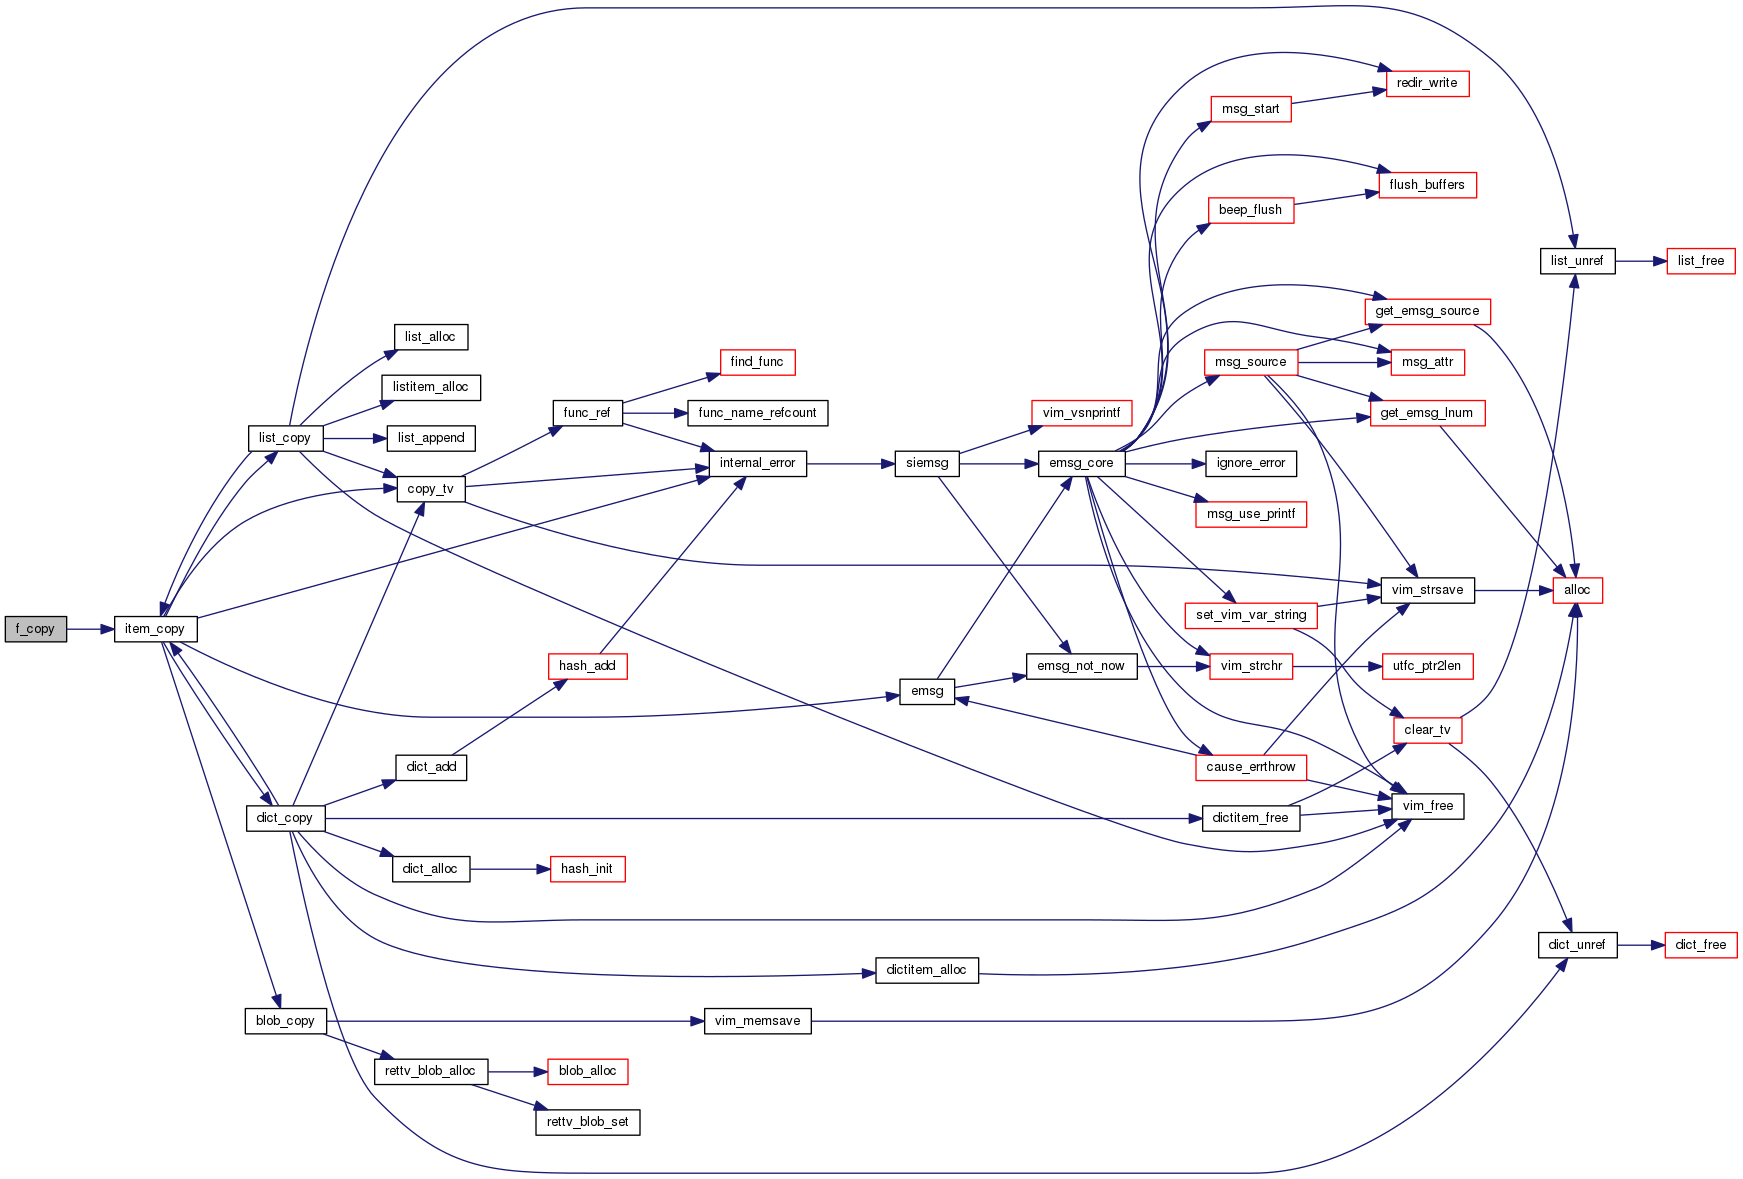 redir_write
msg_start
flush_buffers
beep_flush
list_unref
list_free
get_emsg_source
list_alloc
find_func
msg_source
msg_attr
listitem_alloc
func_ref
func_name_refcount
vim_vsnprintf
get_emsg_lnum
list_copy
list_append
internal_error
siemsg
emsg_core
ignore_error
copy_tv
msg_use_printf
vim_strsave
alloc
set_vim_var_string
f_copy
item_copy
hash_add
emsg_not_now
vim_strchr
utfc_ptr2len
emsg
clear_tv
dict_add
cause_errthrow
vim_free
dict_copy
dictitem_free
dict_alloc
hash_init
dict_unref
dict_free
dictitem_alloc
blob_copy
vim_memsave
rettv_blob_alloc
blob_alloc
rettv_blob_set